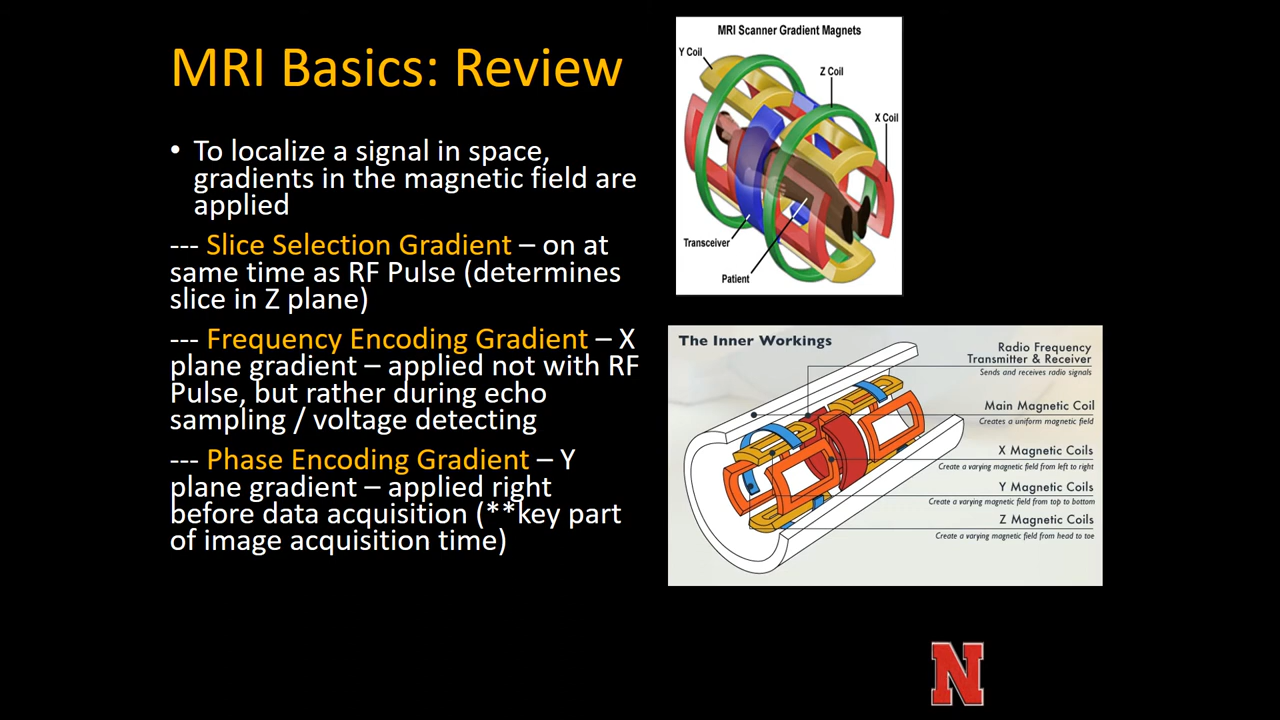 MRI Basics: Review
• To localize a signal in space,
gradients in the magnetic field are
applied
--- Slice Selection Gradient – on at
same time as RF Pulse (determines
slice in Z plane)
--- Frequency Encoding Gradient – X
plane gradient – applied not with RF
Pulse, but rather during echo
sampling / voltage detecting
--- Phase Encoding Gradient – Y
plane gradient – applied right
before data acquisition (**key part
of image acquisition time)
MRI Scanner Gradient Magnets
Y Coil
Z Coil
X Coil
Transceiver
Patient
The Inner Workings
Radio Frequency
Transmitter & Receiver
Sends and receives radio signals
Main Magnetic Coil
Creates a uniform magnetic field
X Magnetic Coils
Create a varying magnetic field from left to right
Y Magnetic Coils
Create a varying magnetic field from top to bottom
Z Magnetic Coils
Create a varying magnetic field from head to toe
N